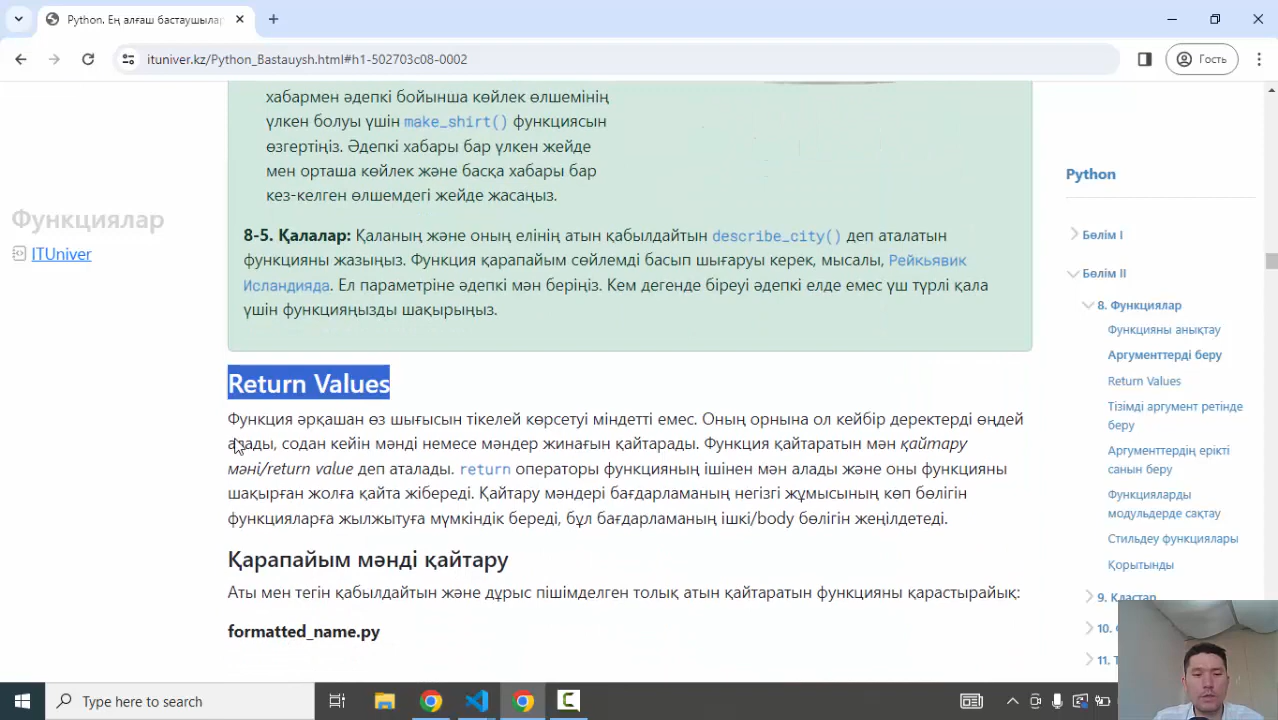 Python. Ең алғаш бастаушылар
ituniver.kz/Python_Bastauysh.html#h1-502703c08-0002
Гость
хабармен әдепкі бойынша көйлек өлшемінің
үлкен болуы үшін make_shirt() функциясын
өзгертіңіз. Әдепкі хабары бар үлкен жейде
мен орташа көйлек және басқа хабары бар
кез-келген өлшемдегі жейде жасаңыз.
8-5. Қалалар: Қаланың және оның елінің атын қабылдайтын describe_city() деп аталатын
функцияны жазыңыз. Функция қарапайым сөйлемді басып шығаруы керек, мысалы, Рейкьявик
Исландияда. Ел параметріне әдепкі мән беріңіз. Кем дегенде біреуі әдепкі елде емес үш түрлі қала
үшін функцияңызды шақырыңыз.
Функциялар
ITUniver
Return Values
Функция әрқашан өз шығысын тікелей көрсетуі міндетті емес. Оның орнына ол кейбір деректерді өңдей
алады, содан кейін мәнді немесе мәндер жинағын қайтарады. Функция қайтаратын мән қайтару
мәні/return value деп аталады. return операторы функцияның ішінен мән алады және оны функцияны
шақырған жолға қайта жібереді. Қайтару мәндері бағдарламаның негізгі жұмысының көп бөлігін
функцияларға жылжытуға мүмкіндік береді, бұл бағдарламаның ішкі/body бөлігін жеңілдетеді.
Қарапайым мәнді қайтару
Аты мен тегін қабылдайтын және дұрыс пішімделген толық атын қайтаратын функцияны қарастырайық:
formatted_name.py
Python
Бөлім I
Бөлім II
8. Функциялар
Функцияны анықтау
Аргументтерді беру
Return Values
Тізімді аргумент ретінде
беру
Аргументтердің ерікті
санын беру
Функцияларды
модульдерде сақтау
Стильдеу функциялары
Қорытынды
9. Кластар
10.
11.
Type here to search